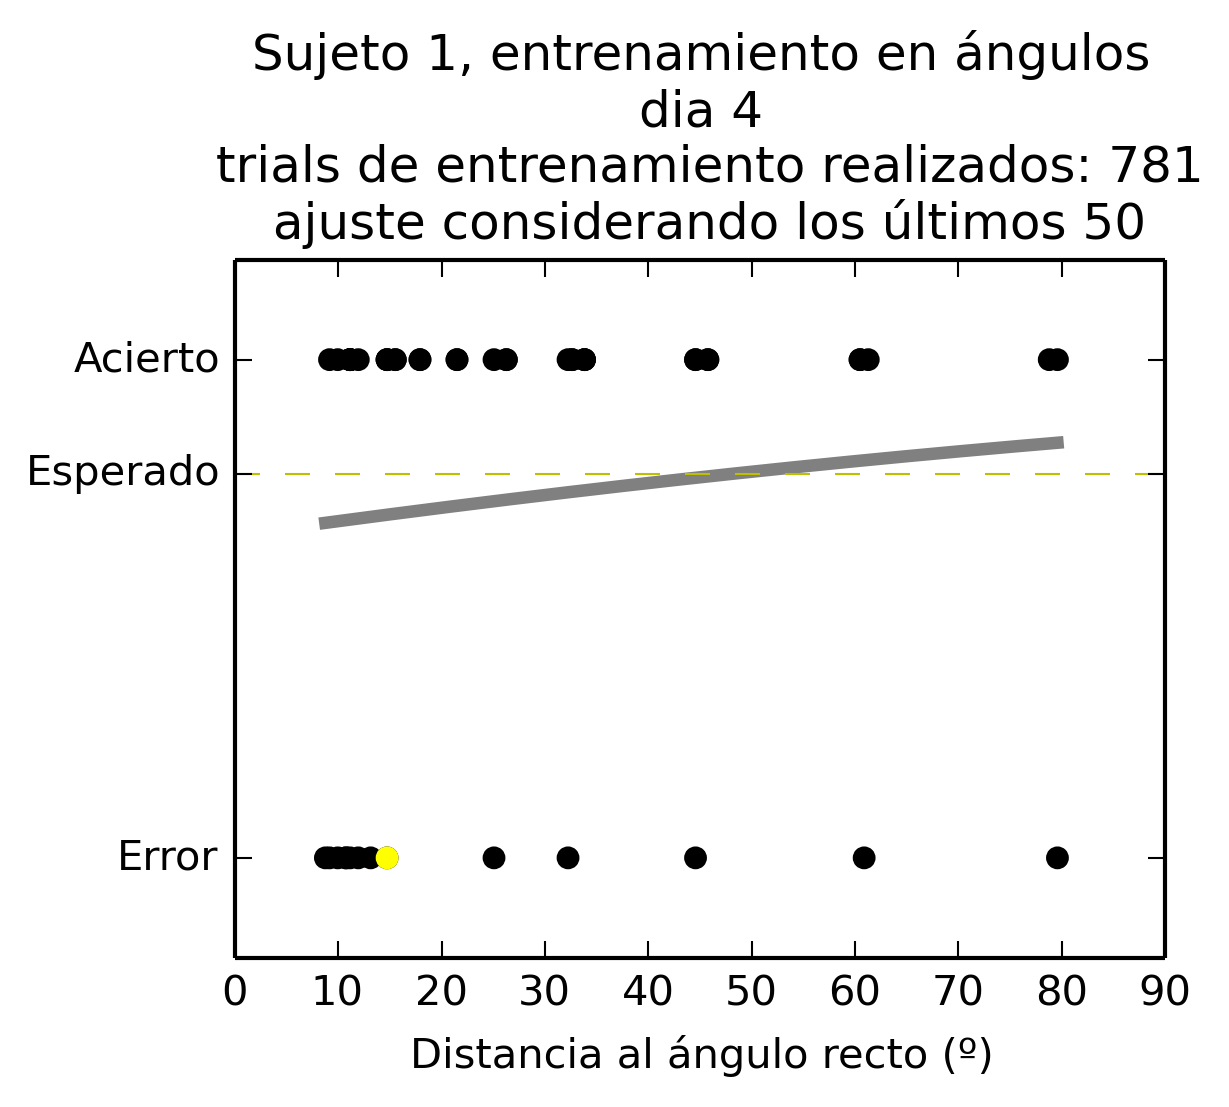 Sujeto 1, entrenamiento en ángulos
dia 4
trials de entrenamiento realizados: 781
ajuste considerando los últimos 50
Acierto
Esperado
Error
0 10 20 30 40 50 60 70 80 90
Distancia al ángulo recto (º)